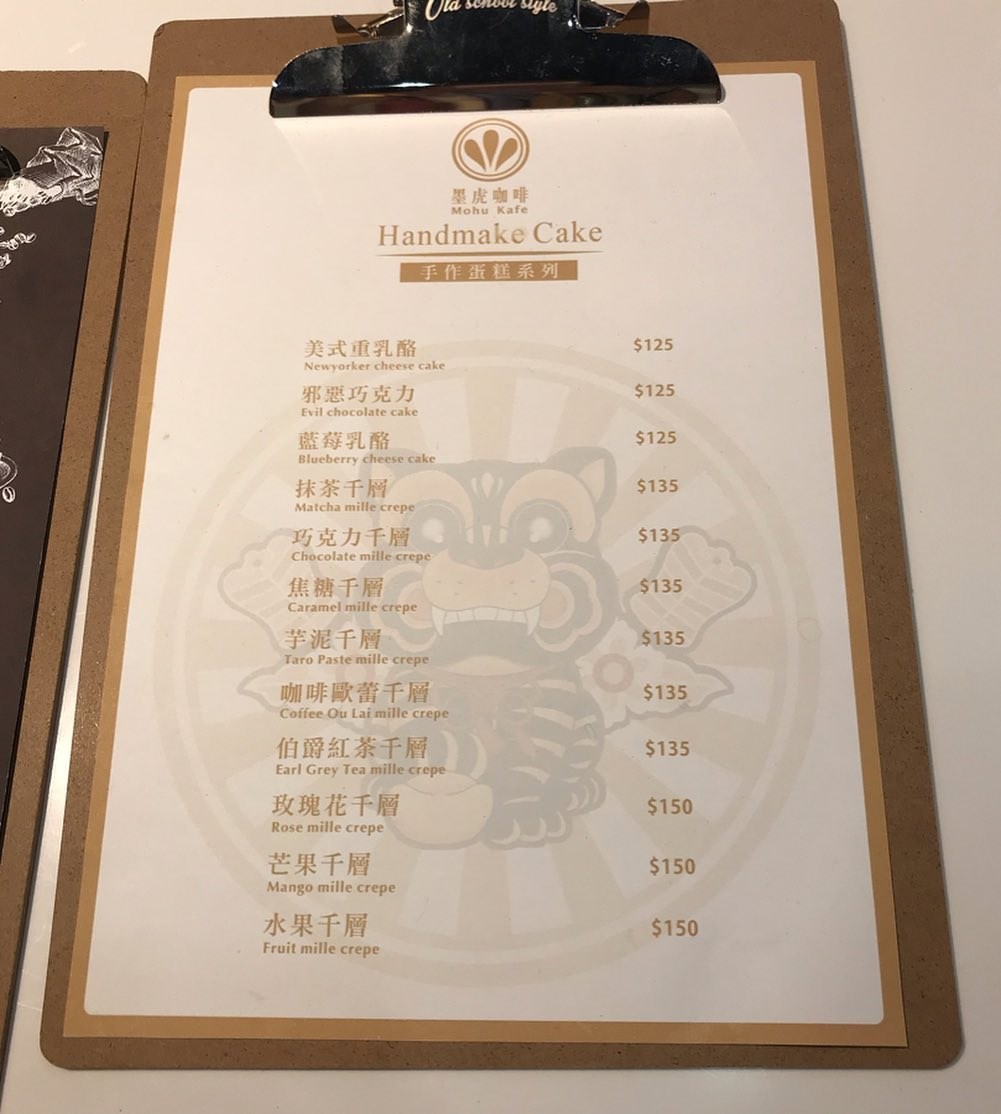 Old school style
墨虎咖啡
Mohu Kafe
Handmake Cake
手作蛋糕系列
美式重乳酪 $125
Newyorker cheese cake
邪惡巧克力 $125
Evil chocolate cake
藍莓乳酪 $125
Blueberry cheese cake
抹茶千層 $135
Matcha mille crepe
巧克力千層 $135
Chocolate mille crepe
焦糖千層 $135
Caramel mille crepe
芋泥千層 $135
Taro Paste mille crepe
咖啡歐蕾千層 $135
Coffee Ou Lai mille crepe
伯爵紅茶千層 $135
Earl Grey Tea mille crepe
玫瑰花千層 $150
Rose mille crepe
芒果千層 $150
Mango mille crepe
水果千層 $150
Fruit mille crepe